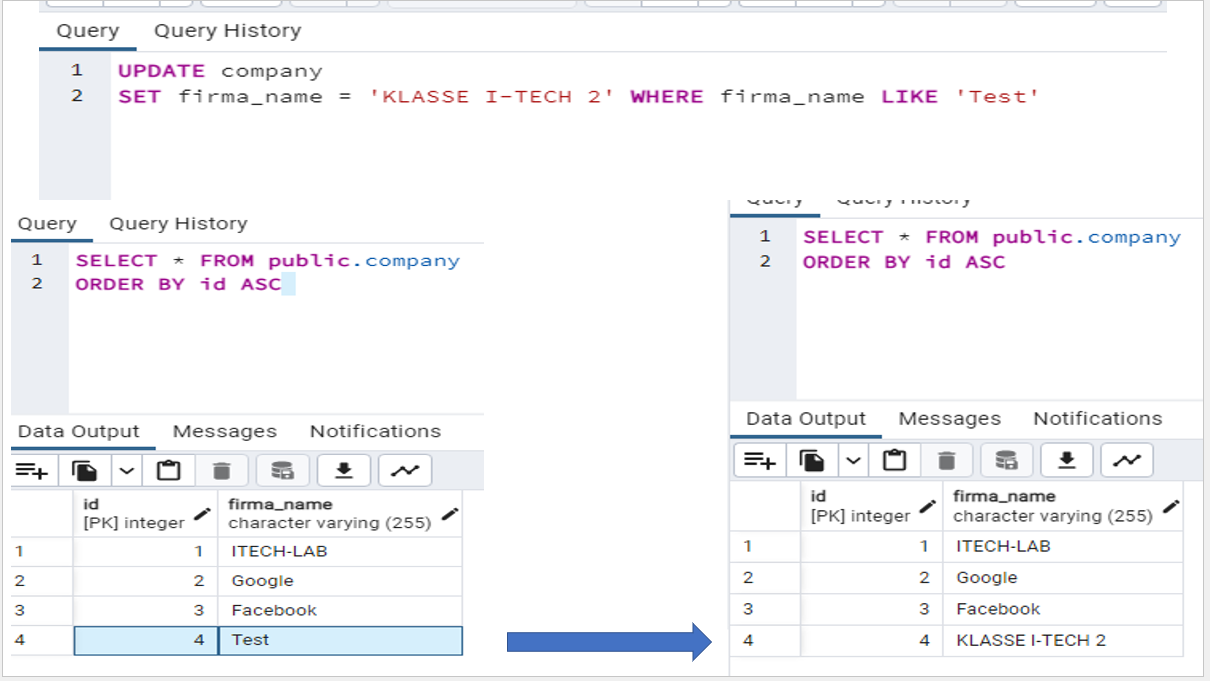 Query Query History
1 UPDATE company
2 SET firma_name = 'KLASSE I-TECH 2' WHERE firma_name LIKE 'Test'
Query Query History
1 SELECT * FROM public.company
2 ORDER BY id ASC
Data Output Messages Notifications
id firma_name
[PK] integer character varying (255)
1 1 ITECH-LAB
2 2 Google
3 3 Facebook
4 4 Test
Query Query History
1 SELECT * FROM public.company
2 ORDER BY id ASC
Data Output Messages Notifications
id firma_name
[PK] integer character varying (255)
1 1 ITECH-LAB
2 2 Google
3 3 Facebook
4 4 KLASSE I-TECH 2